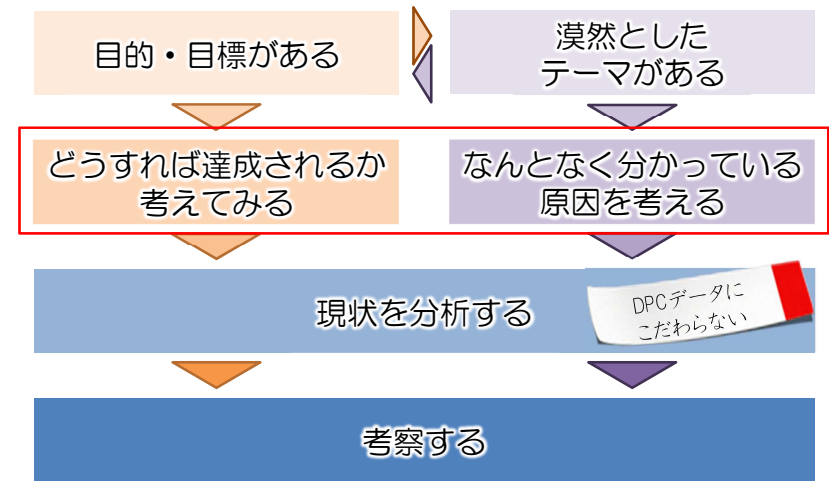 目的・目標がある
漠然とした
テーマがある
どうすれば達成されるか
考えてみる
なんとなく分かっている
原因を考える
現状を分析する
DPCデータに
こだわらない
考察する